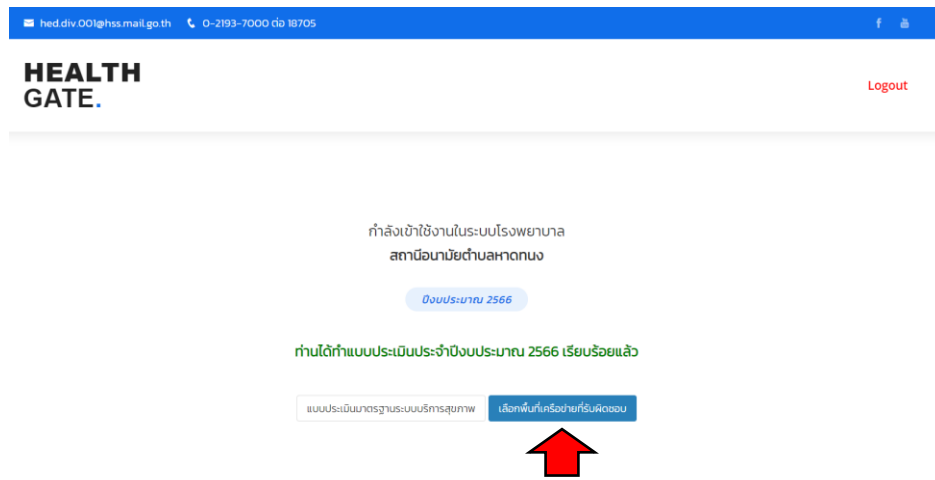 hed.div.001@hss.mail.go.th 0-2193-7000 ต่อ 18705
HEALTH
GATE.
Logout
กำลังเข้าใช้งานในระบบโรงพยาบาล
สถานีอนามัยตำบลหาดทนง
ปีงบประมาณ 2566
ท่านได้ทำแบบประเมินประจำปีงบประมาณ 2566 เรียบร้อยแล้ว
แบบประเมินมาตรฐานระบบบริการสุขภาพ เลือกพื้นที่เครือข่ายที่รับผิดชอบ